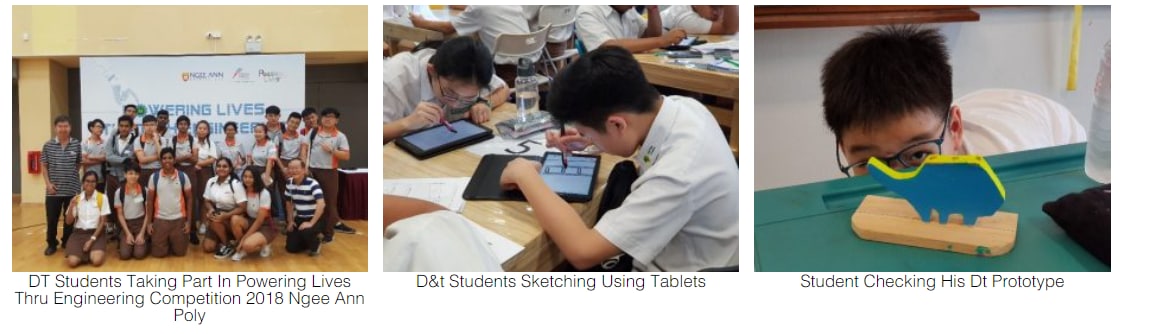 NGEE ANN
POWERING LIVES
DT Students Taking Part In Powering Lives
Thru Engineering Competition 2018 Ngee Ann
Poly
5
D&t Students Sketching Using Tablets
Student Checking His Dt Prototype